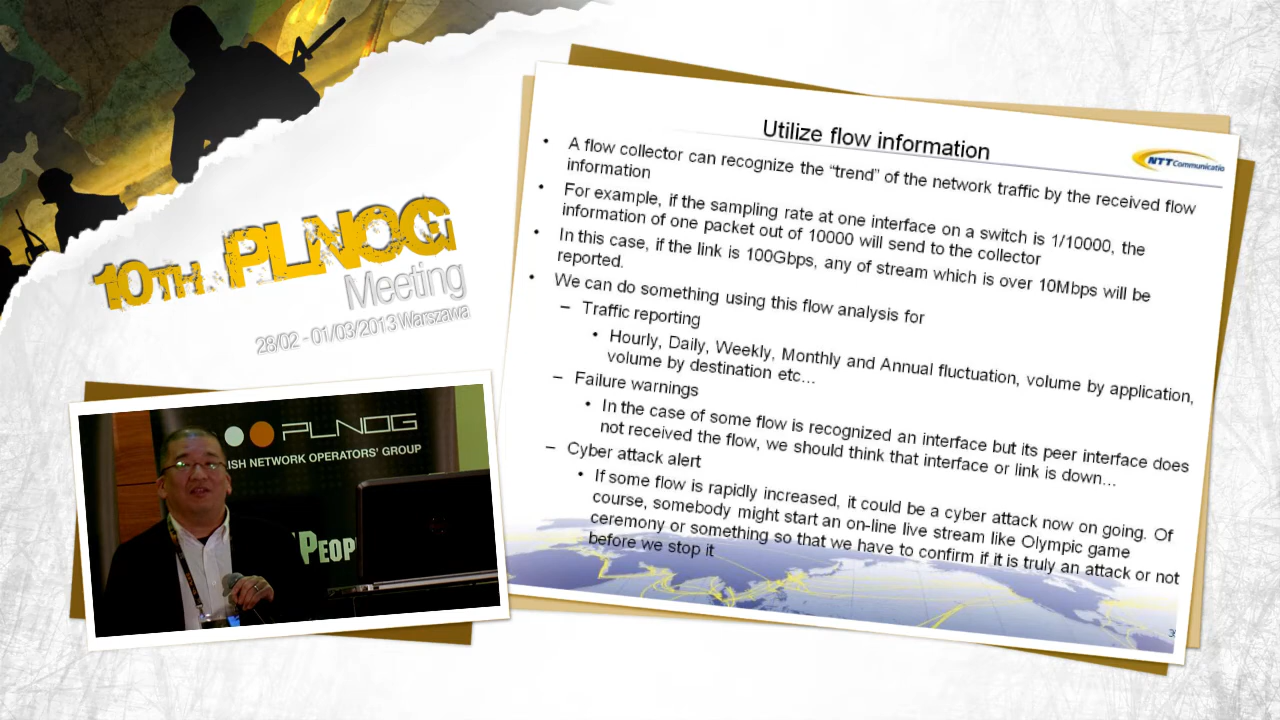 10TH PLNOG
Meeting
28/02 - 01/03/2013 Warszawa
PLNOG
ISH NETWORK OPERATORS' GROUP
PEOP
Utilize flow information
NTT Communicatio
• A flow collector can recognize the “trend” of the network traffic by the received flow
information
• For example, if the sampling rate at one interface on a switch is 1/10000, the
information of one packet out of 10000 will send to the collector
• In this case, if the link is 100Gbps, any of stream which is over 10Mbps will be
reported.
• We can do something using this flow analysis for
– Traffic reporting
• Hourly, Daily, Weekly, Monthly and Annual fluctuation, volume by application,
volume by destination etc…
– Failure warnings
• In the case of some flow is recognized an interface but its peer interface does
not received the flow, we should think that interface or link is down…
– Cyber attack alert
• If some flow is rapidly increased, it could be a cyber attack now on going. Of
course, somebody might start an on-line live stream like Olympic game
ceremony or something so that we have to confirm if it is truly an attack or not
before we stop it